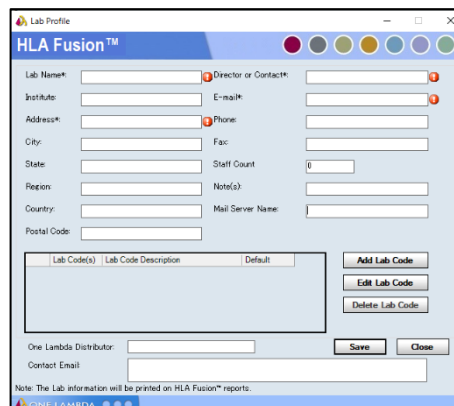 Lab Profile
HLA Fusion™
Lab Name*: Director or Contact*:
Institute: E-mail*:
Address*: Phone:
City: Fax:
State: Staff Count 0
Region: Note(s):
Country: Mail Server Name:
Postal Code:
Lab Code(s) Lab Code Description Default
Add Lab Code
Edit Lab Code
Delete Lab Code
One Lambda Distributor: Save Close
Contact Email:
Note: The Lab information will be printed on HLA Fusion™ reports.
ONE LAMBDA